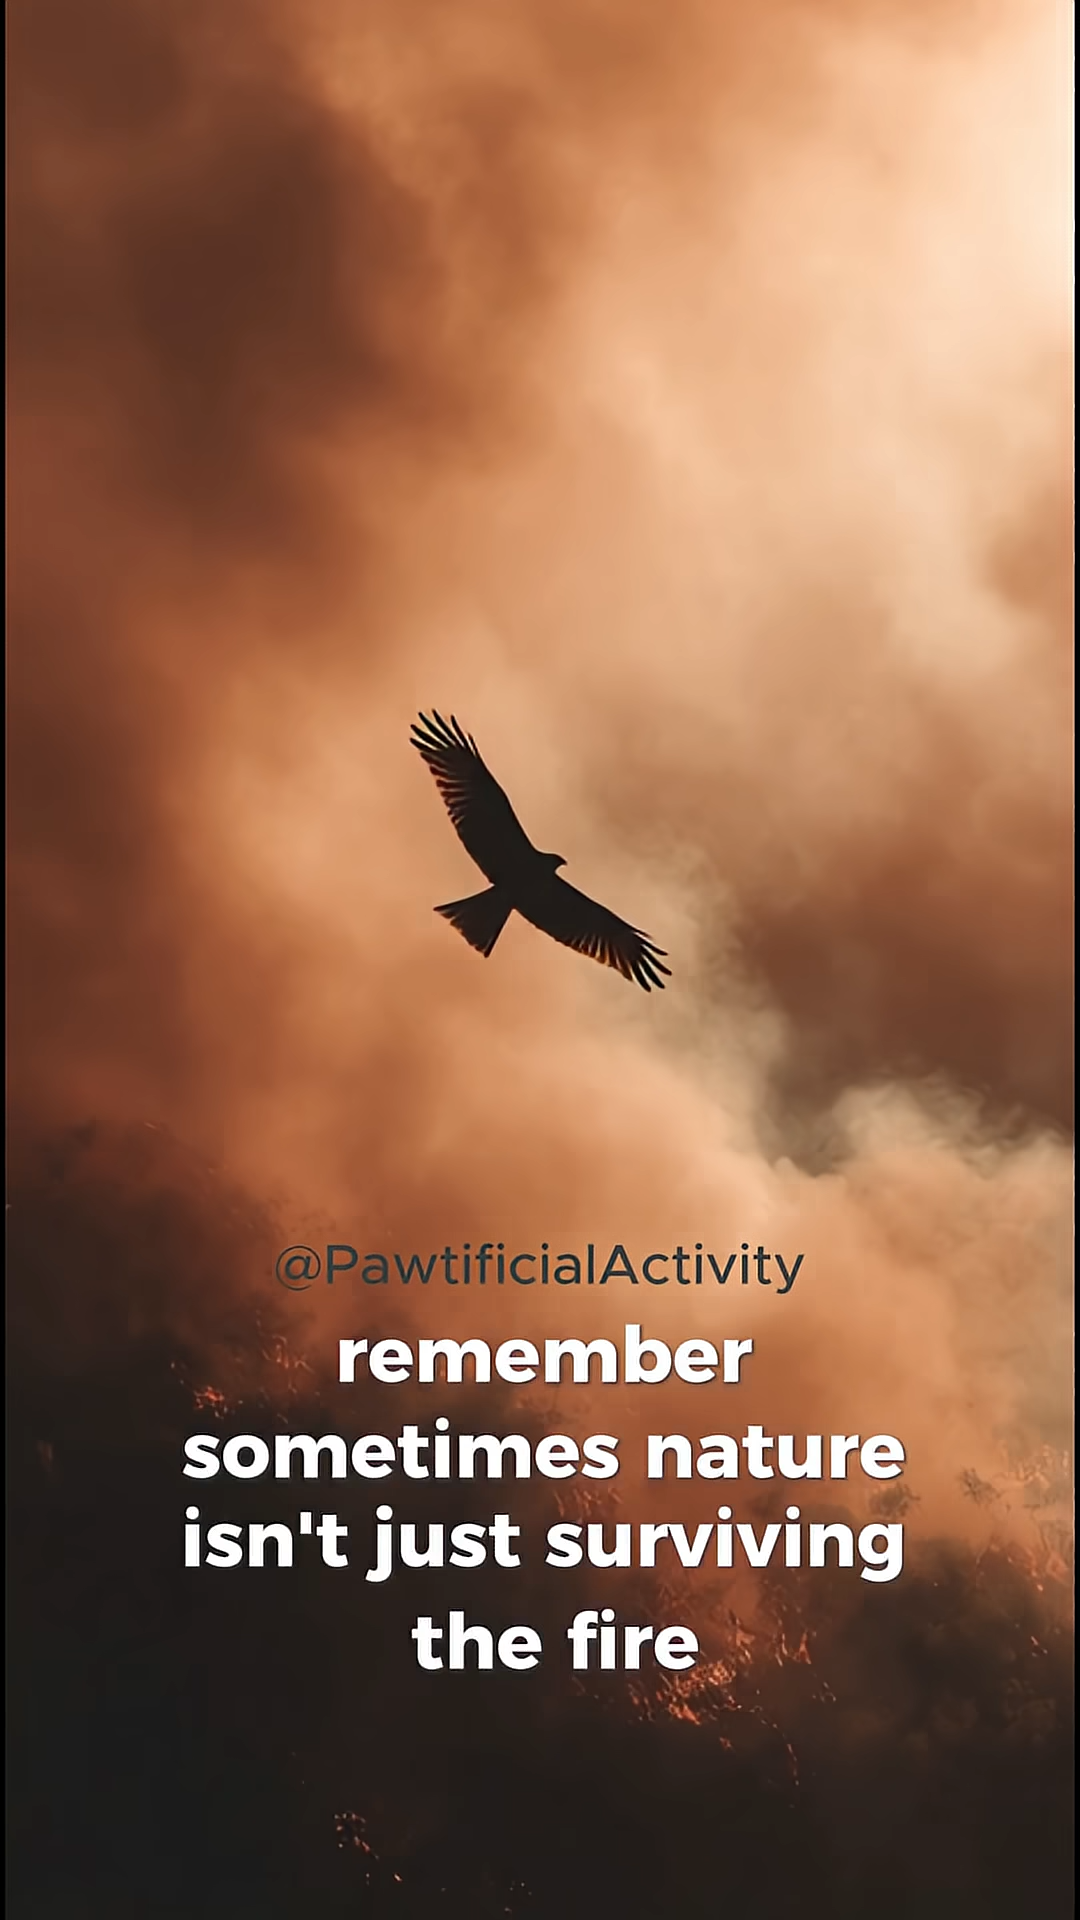 @PawtificialActivity
remember
sometimes nature
isn't just surviving
the fire